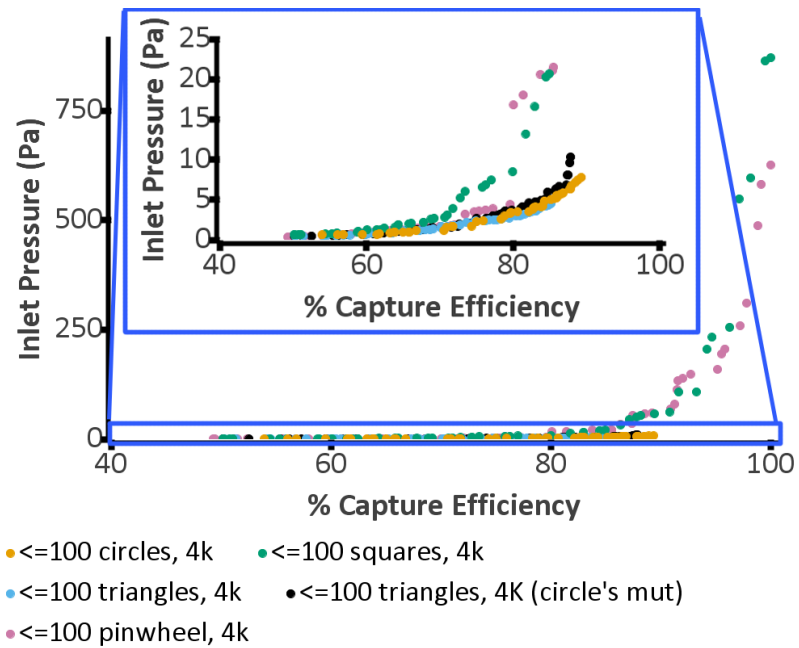 25
20
15
10
5
0
Inlet Pressure (Pa)
40 60 80 100
% Capture Efficiency
750
500
250
0
Inlet Pressure (Pa)
40 60 80 100
% Capture Efficiency
<=100 circles, 4k <=100 squares, 4k
<=100 triangles, 4k <=100 triangles, 4K (circle's mut)
<=100 pinwheel, 4k